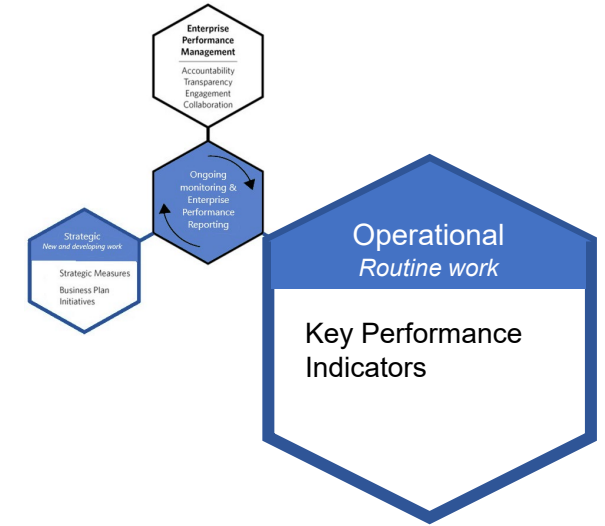 Enterprise
Performance
Management
Accountability
Transparency
Engagement
Collaboration
Ongoing
monitoring &
Enterprise
Performance
Reporting
Strategic
New and developing work
Strategic Measures
Business Plan
Initiatives
Operational
Routine work
Key Performance
Indicators